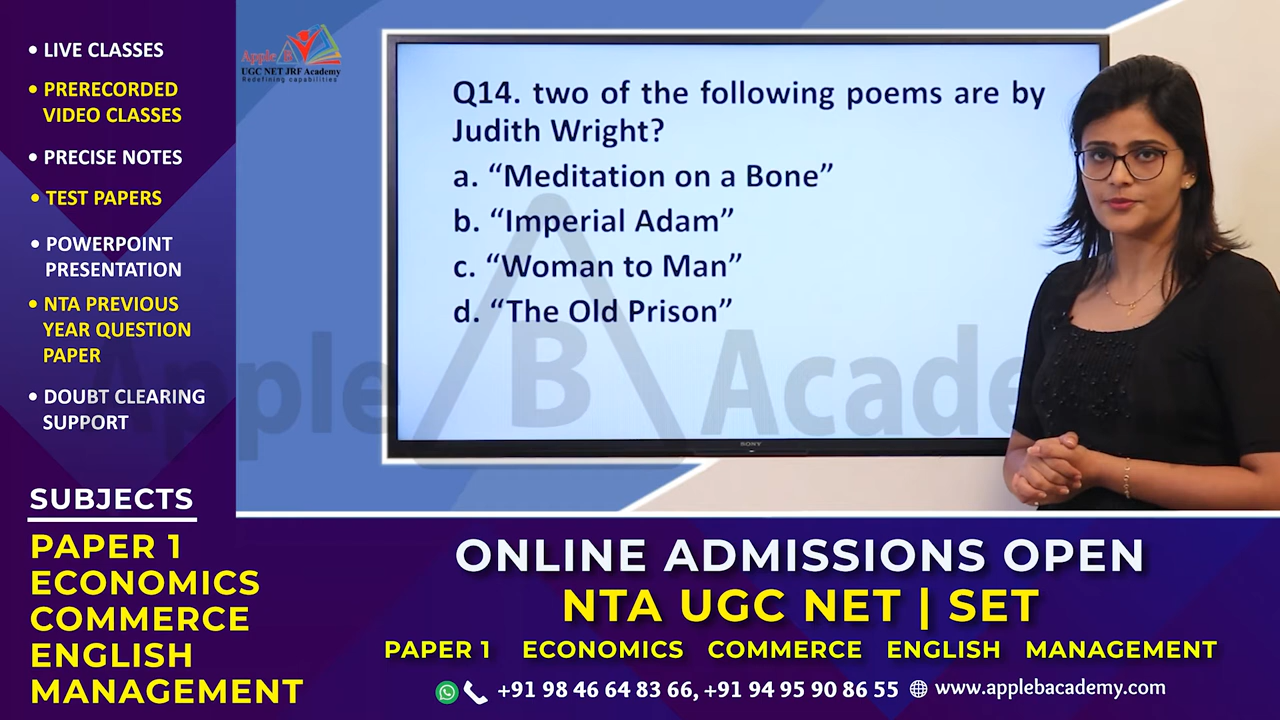 • LIVE CLASSES
• PRERECORDED
VIDEO CLASSES
• PRECISE NOTES
• TEST PAPERS
• POWERPOINT
PRESENTATION
• NTA PREVIOUS
YEAR QUESTION
PAPER
• DOUBT CLEARING
SUPPORT
SUBJECTS
PAPER 1
ECONOMICS
COMMERCE
ENGLISH
MANAGEMENT
Apple B
UGC NET JRF Academy
Redefining capabilities
Q14. two of the following poems are by
Judith Wright?
a. “Meditation on a Bone”
b. “Imperial Adam”
c. “Woman to Man”
d. “The Old Prison”
Apple B Academy
SONY
ONLINE ADMISSIONS OPEN
NTA UGC NET | SET
PAPER 1 ECONOMICS COMMERCE ENGLISH MANAGEMENT
+91 98 46 64 83 66, +91 94 95 90 86 55 www.applebacademy.com